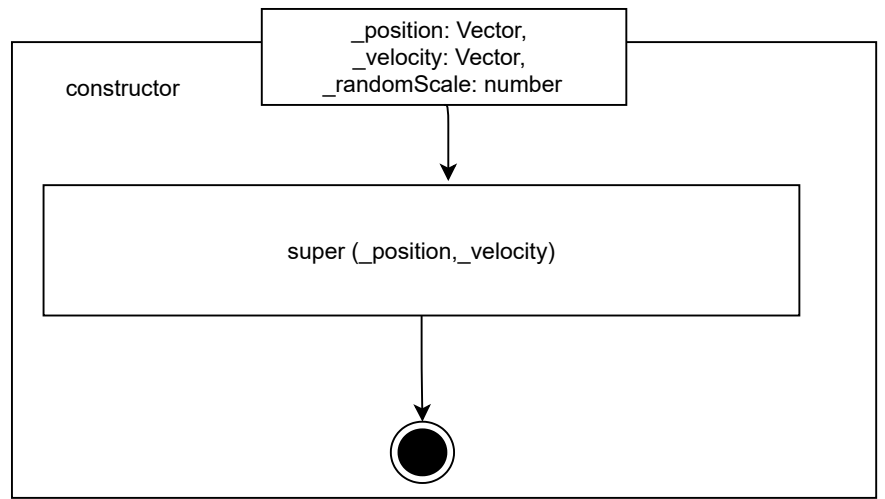 _position: Vector,
_velocity: Vector,
_randomScale: number
constructor
super (_position,_velocity)